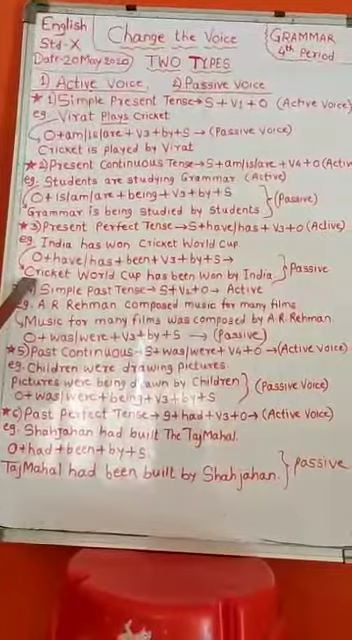 English
Change the Voice
GRAMMAR
Std-X
4th Period
Date-20May2020 TWO TYPES
1) Active Voice, 2) Passive Voice
★ 1) Simple Present Tense→S+V1+O (Active Voice)
eg. Virat Plays Cricket
O+am/is/are+V3+by+S → (Passive Voice)
Cricket is played by Virat
★ 2) Present Continuous Tense→S+am/is/are+V4+O (Active
eg. Students are studying Grammar (Active)
O+is/am/are+being+V3+by+S } (Passive)
Grammar is being studied by Students
★ 3) Present Perfect Tense→S+have/has+V3+O (Active)
eg. India has won Cricket World Cup
O+have/has+been+V3+by+S→
Cricket World Cup has been won by India } Passive
Simple Past Tense→S+V2+O→ Active
eg. A R Rehman composed music for many films
Music for many films was composed by A.R. Rehman.
O+was/were+V3+by+S → (Passive)
★ 5) Past Continuous→S+was/were+V4+O →(Active Voice)
eg. Children were drawing pictures.
Pictures were being drawn by Children } (Passive Voice)
O+was/were+being+V3+by+S
★ 6) Past Perfect Tense→S+had+V3+O→ (Active Voice)
eg. Shahjahan had built The TajMahal.
O+had+been+by+S.
TajMahal had been built by Shahjahan. } Passive